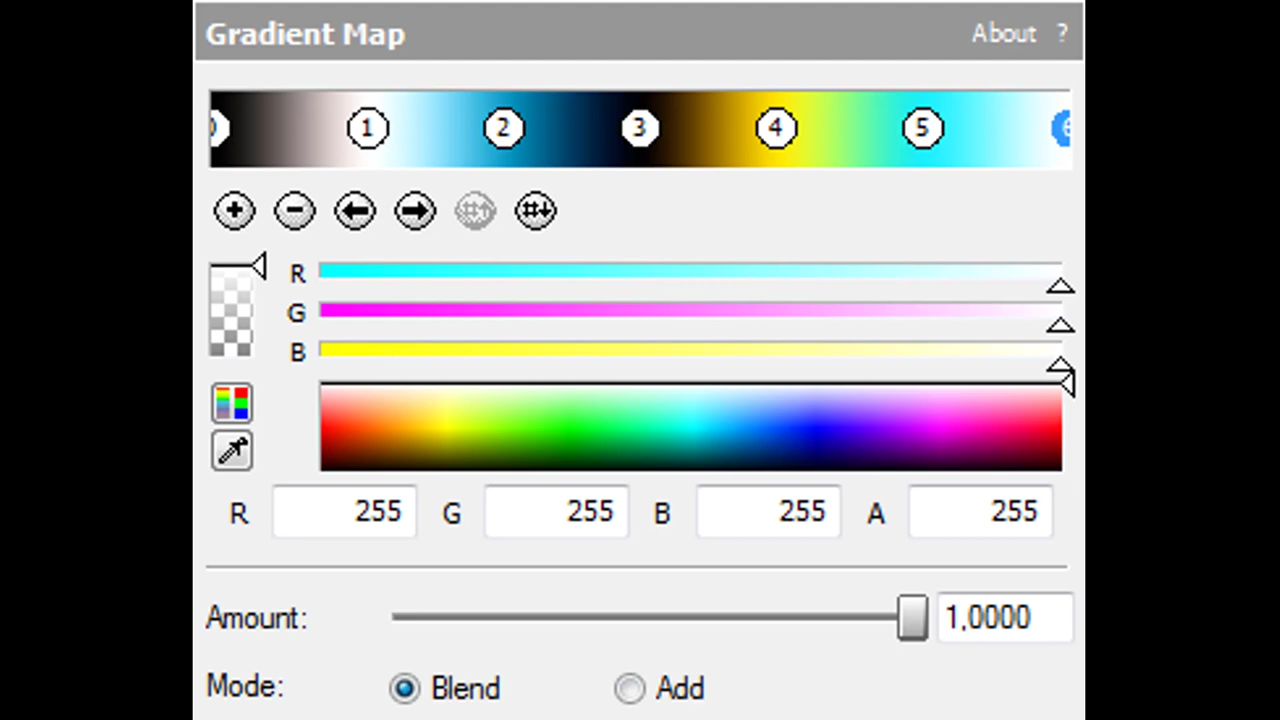 Gradient Map About ?
1 2 3 4 5
R
G
B
R 255 G 255 B 255 A 255
Amount: 1,0000
Mode: Blend Add